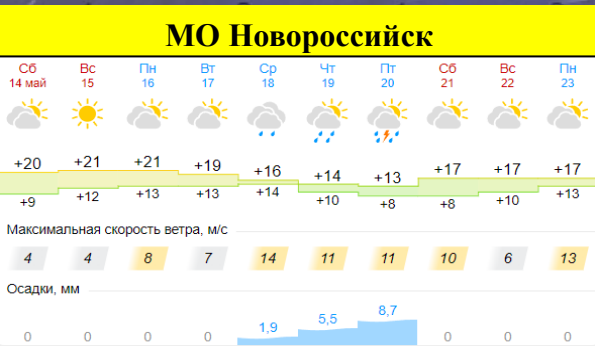 МО Новороссийск
Сб Вс Пн Вт Ср Чт Пт Сб Вс Пн
14 май 15 16 17 18 19 20 21 22 23
+20 +21 +21 +19 +16 +14 +13 +17 +17 +17
+9 +12 +13 +13 +14 +10 +8 +8 +10 +13
Максимальная скорость ветра, м/с
4 4 8 7 14 11 11 10 6 13
Осадки, мм
0 0 0 0 1,9 5,5 8,7 0 0 0